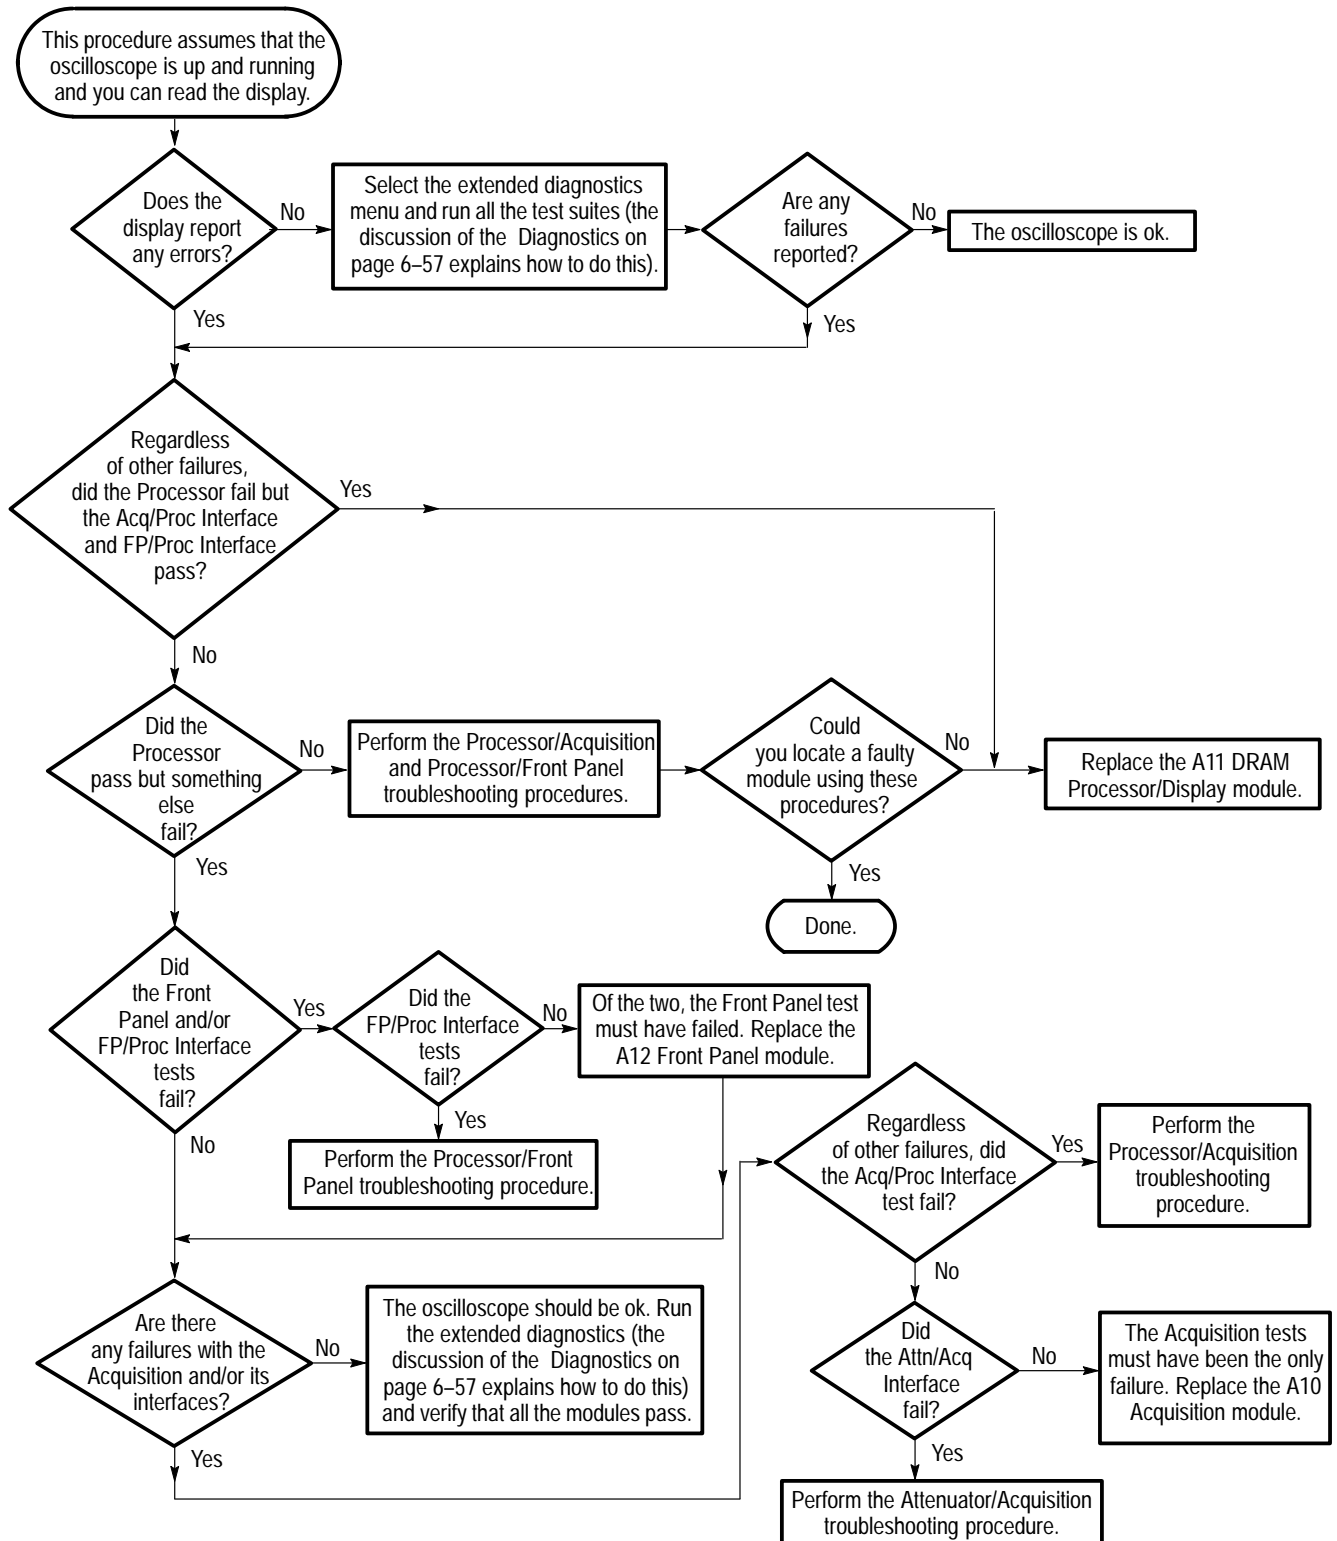 This procedure assumes that the
oscilloscope is up and running
and you can read the display.
Does the
display report
any errors?
No
Select the extended diagnostics
menu and run all the test suites (the
discussion of the Diagnostics on
page 6–57 explains how to do this).
Are any
failures
reported?
No
The oscilloscope is ok.
Yes
Yes
Regardless
of other failures,
did the Processor fail but
the Acq/Proc Interface
and FP/Proc Interface
pass?
Yes
No
Did the
Processor
pass but something
else
fail?
No
Perform the Processor/Acquisition
and Processor/Front Panel
troubleshooting procedures.
Could
you locate a faulty
module using these
procedures?
No
Replace the A11 DRAM
Processor/Display module.
Yes
Yes
Done.
Did
the Front
Panel and/or
FP/Proc Interface
tests
fail?
Yes
Did the
FP/Proc Interface
tests
fail?
No
Of the two, the Front Panel test
must have failed. Replace the
A12 Front Panel module.
Yes
Perform the Processor/Front
Panel troubleshooting procedure.
No
Regardless
of other failures, did
the Acq/Proc Interface
test fail?
Yes
Perform the
Processor/Acquisition
troubleshooting
procedure.
No
Are there
any failures with the
Acquisition and/or its
interfaces?
No
The oscilloscope should be ok. Run
the extended diagnostics (the
discussion of the Diagnostics on
page 6–57 explains how to do this)
and verify that all the modules pass.
Yes
Did
the Attn/Acq
Interface
fail?
No
The Acquisition tests
must have been the only
failure. Replace the A10
Acquisition module.
Yes
Perform the Attenuator/Acquisition
troubleshooting procedure.